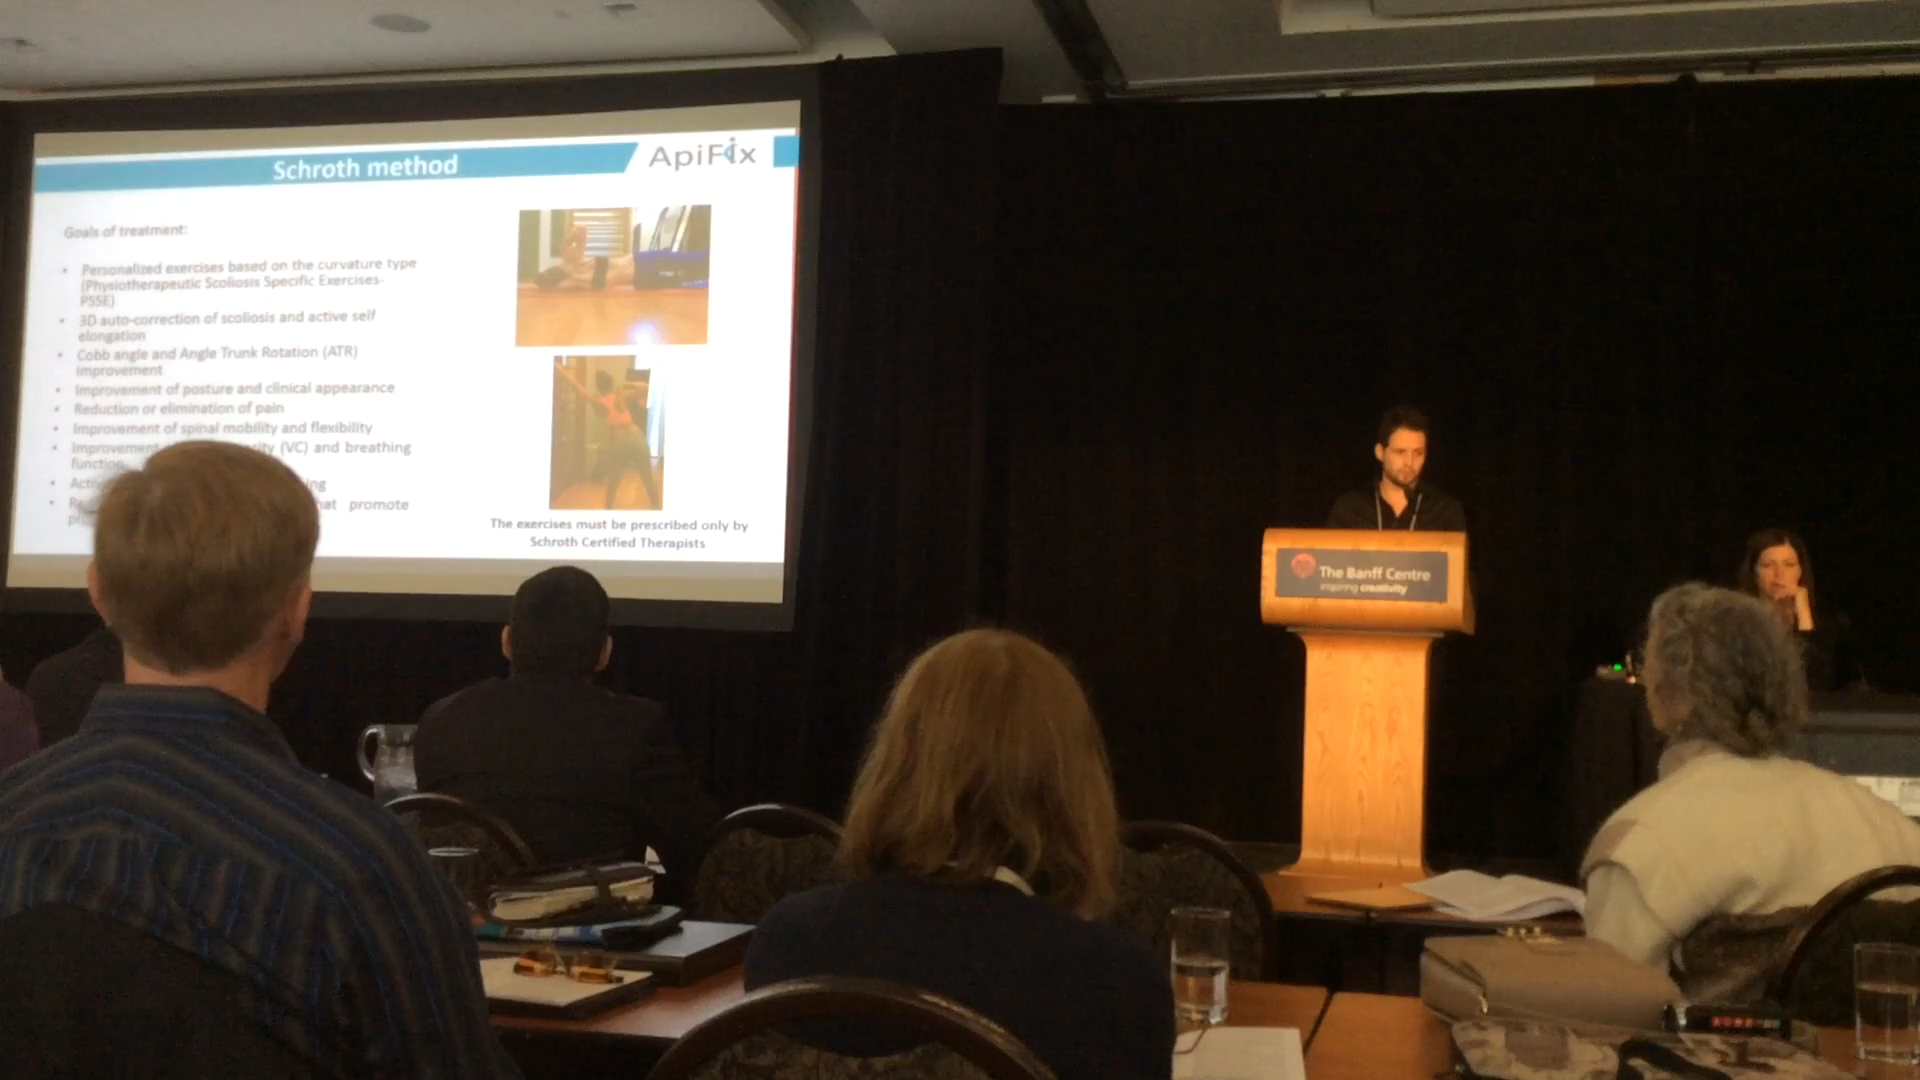 Schroth method
ApiFix
Goals of treatment:
• Personalized exercises based on the curvature type
(Physiotherapeutic Scoliosis Specific Exercises-
PSSE)
• 3D auto-correction of scoliosis and active self
elongation
• Cobb angle and Angle Trunk Rotation (ATR)
improvement
• Improvement of posture and clinical appearance
• Reduction or elimination of pain
• Improvement of spinal mobility and flexibility
• Improvement (VC) and breathing
function
•
• promote
The exercises must be prescribed only by
Schroth Certified Therapists
The Banff Centre
inspiring creativity